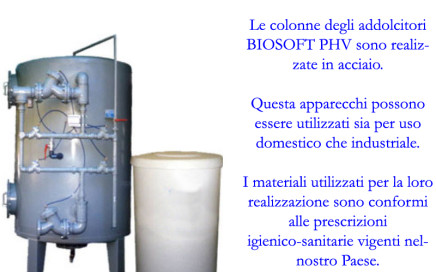 Le colonne degli addolcitori
BIOSOFT PHV sono realiz-
zate in acciaio.
Questa apparecchi possono
essere utilizzati sia per uso
domestico che industriale.
I materiali utilizzati per la loro
realizzazione sono conformi
alle prescrizioni
igienico-sanitarie vigenti nel-
nostro Paese.